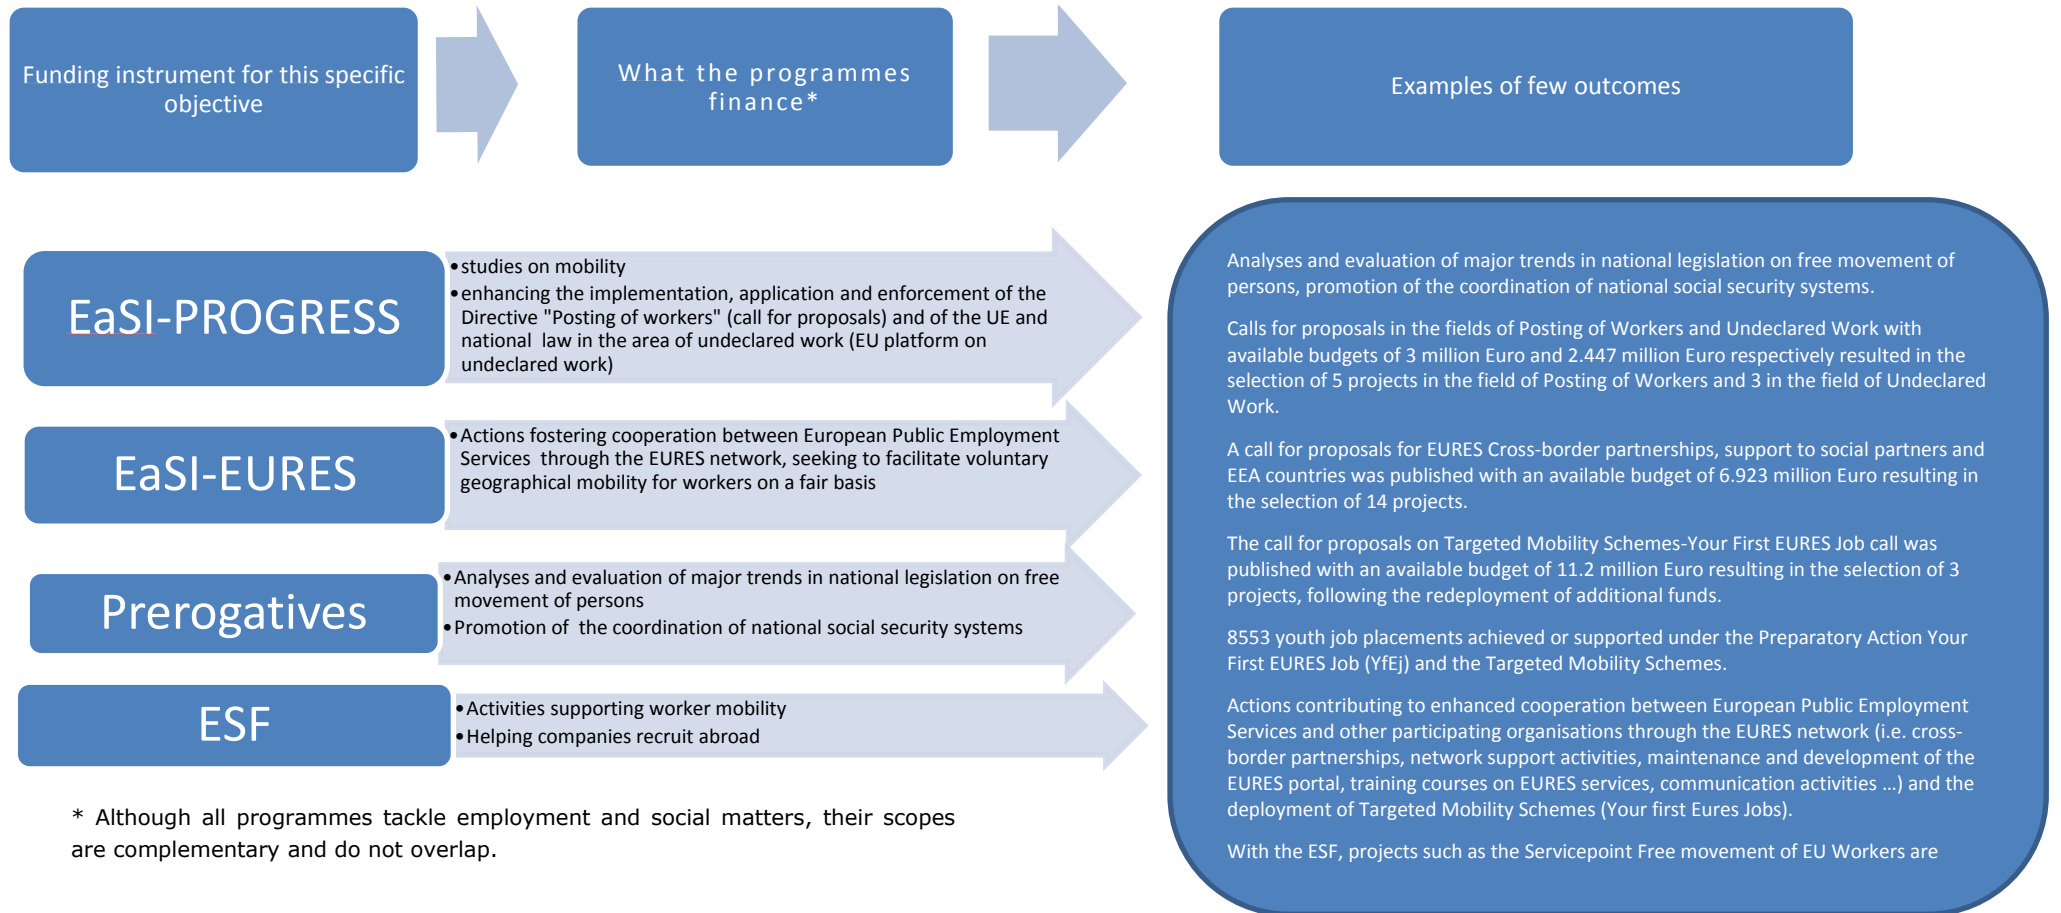 Funding instrument for this specific
objective
What the programmes
finance*
Examples of few outcomes
EaSI-PROGRESS
•studies on mobility
•enhancing the implementation, application and enforcement of the
Directive "Posting of workers" (call for proposals) and of the UE and
national law in the area of undeclared work (EU platform on
undeclared work)
EaSI-EURES
•Actions fostering cooperation between European Public Employment
Services through the EURES network, seeking to facilitate voluntary
geographical mobility for workers on a fair basis
Prerogatives
•Analyses and evaluation of major trends in national legislation on free
movement of persons
•Promotion of the coordination of national social security systems
ESF
•Activities supporting worker mobility
•Helping companies recruit abroad
* Although all programmes tackle employment and social matters, their scopes
are complementary and do not overlap.
Analyses and evaluation of major trends in national legislation on free movement of
persons, promotion of the coordination of national social security systems.
Calls for proposals in the fields of Posting of Workers and Undeclared Work with
available budgets of 3 million Euro and 2.447 million Euro respectively resulted in the
selection of 5 projects in the field of Posting of Workers and 3 in the field of Undeclared
Work.
A call for proposals for EURES Cross-border partnerships, support to social partners and
EEA countries was published with an available budget of 6.923 million Euro resulting in
the selection of 14 projects.
The call for proposals on Targeted Mobility Schemes-Your First EURES Job call was
published with an available budget of 11.2 million Euro resulting in the selection of 3
projects, following the redeployment of additional funds.
8553 youth job placements achieved or supported under the Preparatory Action Your
First EURES Job (YfEj) and the Targeted Mobility Schemes.
Actions contributing to enhanced cooperation between European Public Employment
Services and other participating organisations through the EURES network (i.e. cross-
border partnerships, network support activities, maintenance and development of the
EURES portal, training courses on EURES services, communication activities …) and the
deployment of Targeted Mobility Schemes (Your first Eures Jobs).
With the ESF, projects such as the Servicepoint Free movement of EU Workers are